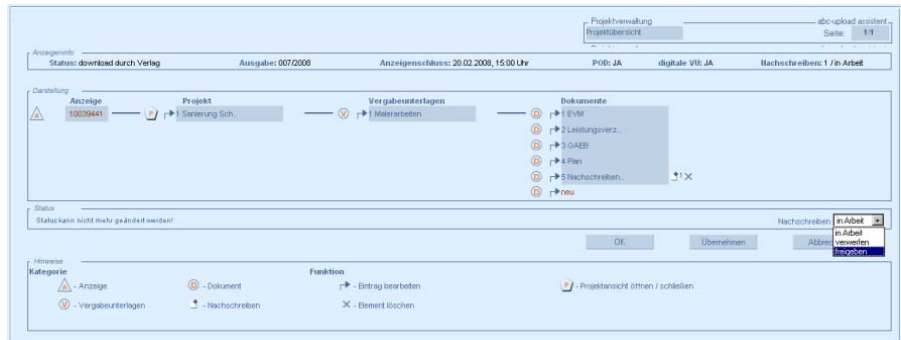 Projektverwaltung
abc-upload assistent
Projektübersicht
Seite: 1/1
Anzeigeninfo
Status: download durch Verlag Ausgabe: 007/2008 Anzeigenschluss: 20.02.2008, 15:00 Uhr POD: JA digitale VU: JA Nachschreiben: 1 / in Arbeit
Darstellung
Anzeige Projekt Vergabeunterlagen Dokumente
A 10039441 P 1 Sanierung Sch.. V 1 Malerarbeiten D 1 EVM
D 2 Leistungsverz..
D 3 GAEB
D 4 Plan
D 5 Nachschreiben.. 1
D neu
Status
Status kann nicht mehr geändert werden!
Nachschreiben in Arbeit
in Arbeit
verwerfen
freigeben
OK Übernehmen Abbrec
Hinweise
Kategorie Funktion
A - Anzeige D - Dokument - Eintrag bearbeiten P - Projektansicht öffnen / schließen
V - Vergabeunterlagen - Nachschreiben - Element löschen